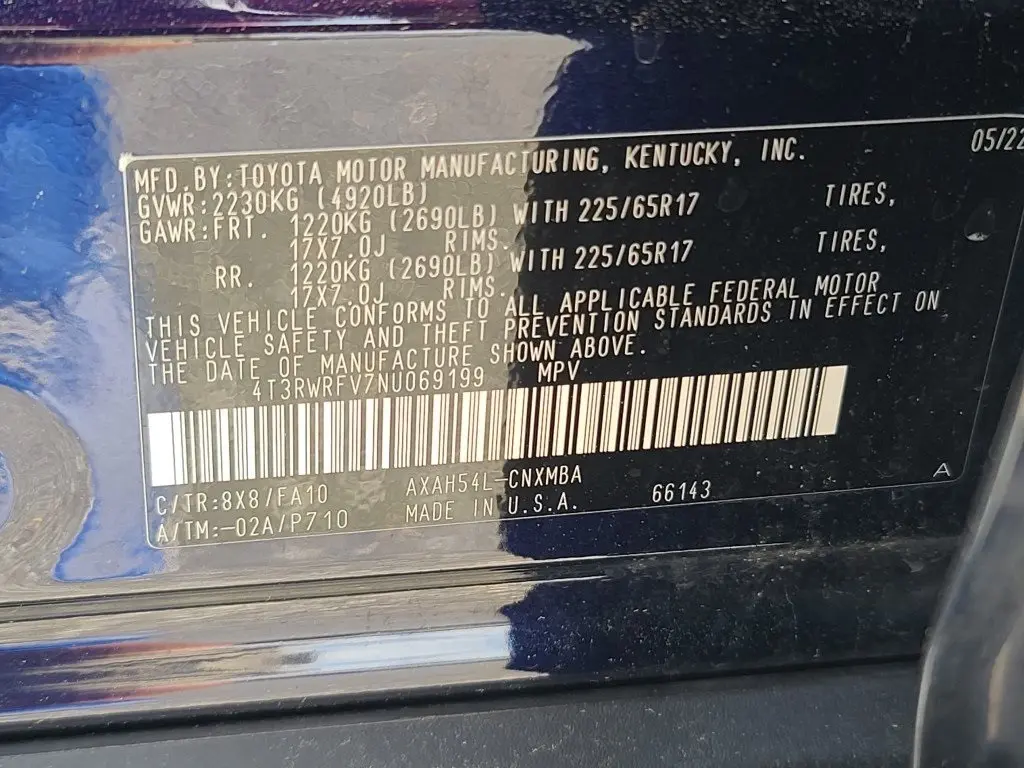 05/22
MFD. BY: TOYOTA MOTOR MANUFACTURING, KENTUCKY, INC.
GVWR: 2230KG (4920LB)
GAWR: FRT. 1220KG (2690LB) WITH 225/65R17 TIRES,
17X7.0J RIMS.
RR. 1220KG (2690LB) WITH 225/65R17 TIRES,
17X7.0J RIMS.
THIS VEHICLE CONFORMS TO ALL APPLICABLE FEDERAL MOTOR
VEHICLE SAFETY AND THEFT PREVENTION STANDARDS IN EFFECT ON
THE DATE OF MANUFACTURE SHOWN ABOVE.
4T3RWRFV7NU069199 MPV
C/TR:8X8/FA10 AXAH54L-CNXMBA
A/TM:-02A/P710 MADE IN U.S.A. 66143 A